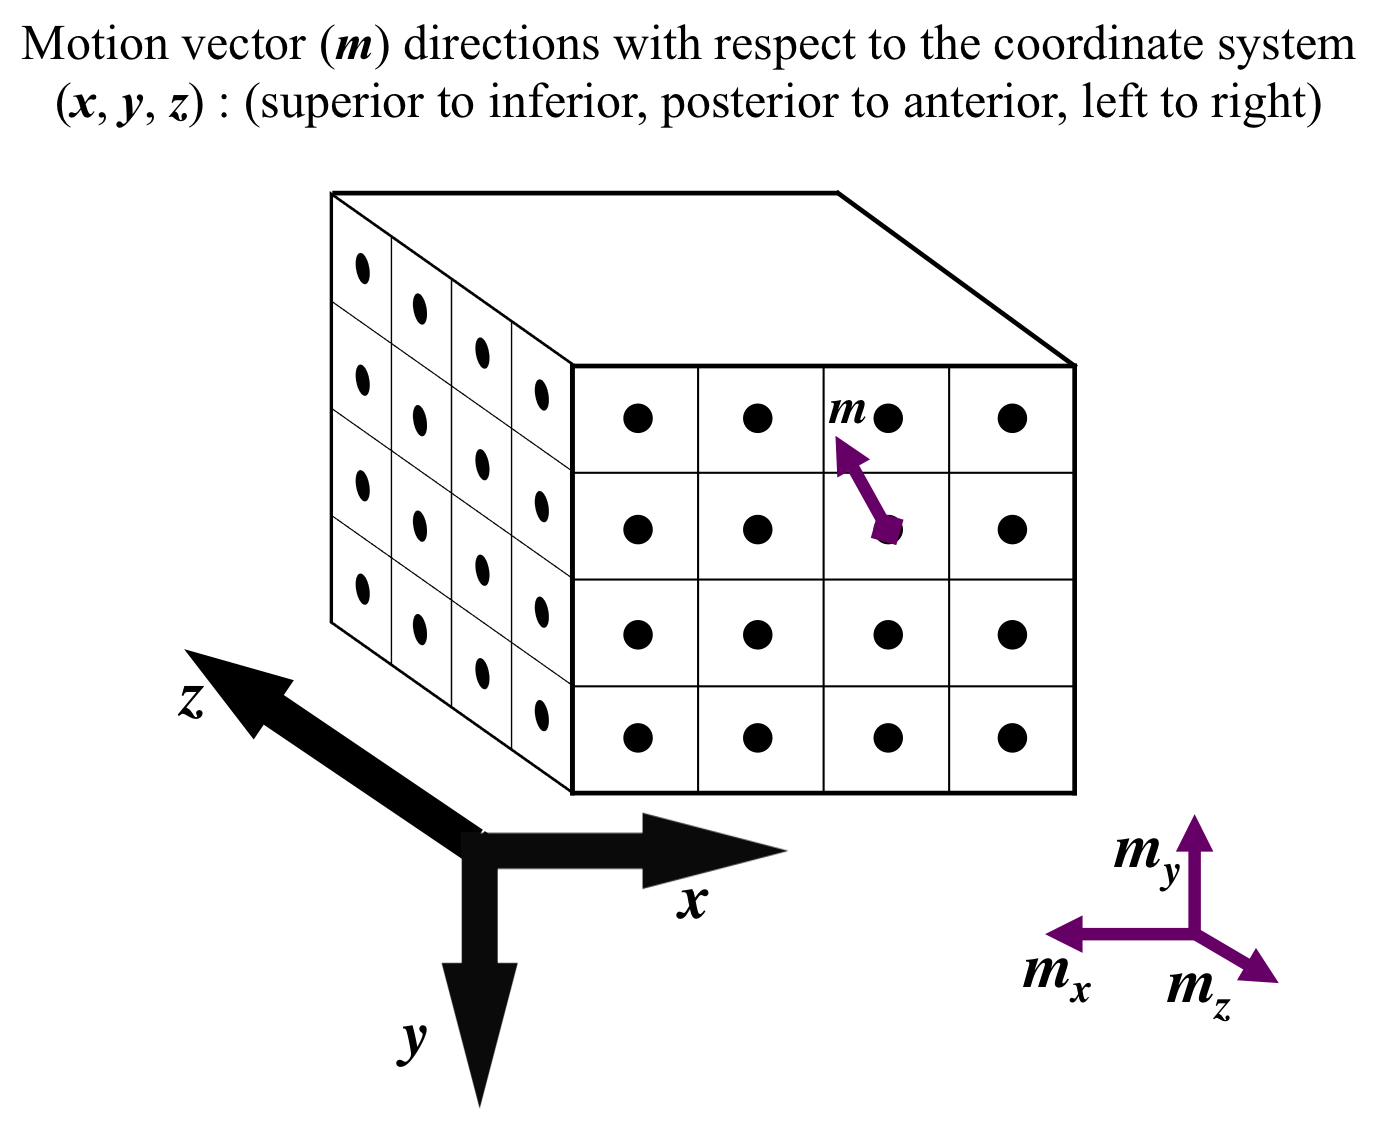 Motion vector (m) directions with respect to the coordinate system
(x, y, z) : (superior to inferior, posterior to anterior, left to right)
m
z
x
y
m_y
m_x
m_z